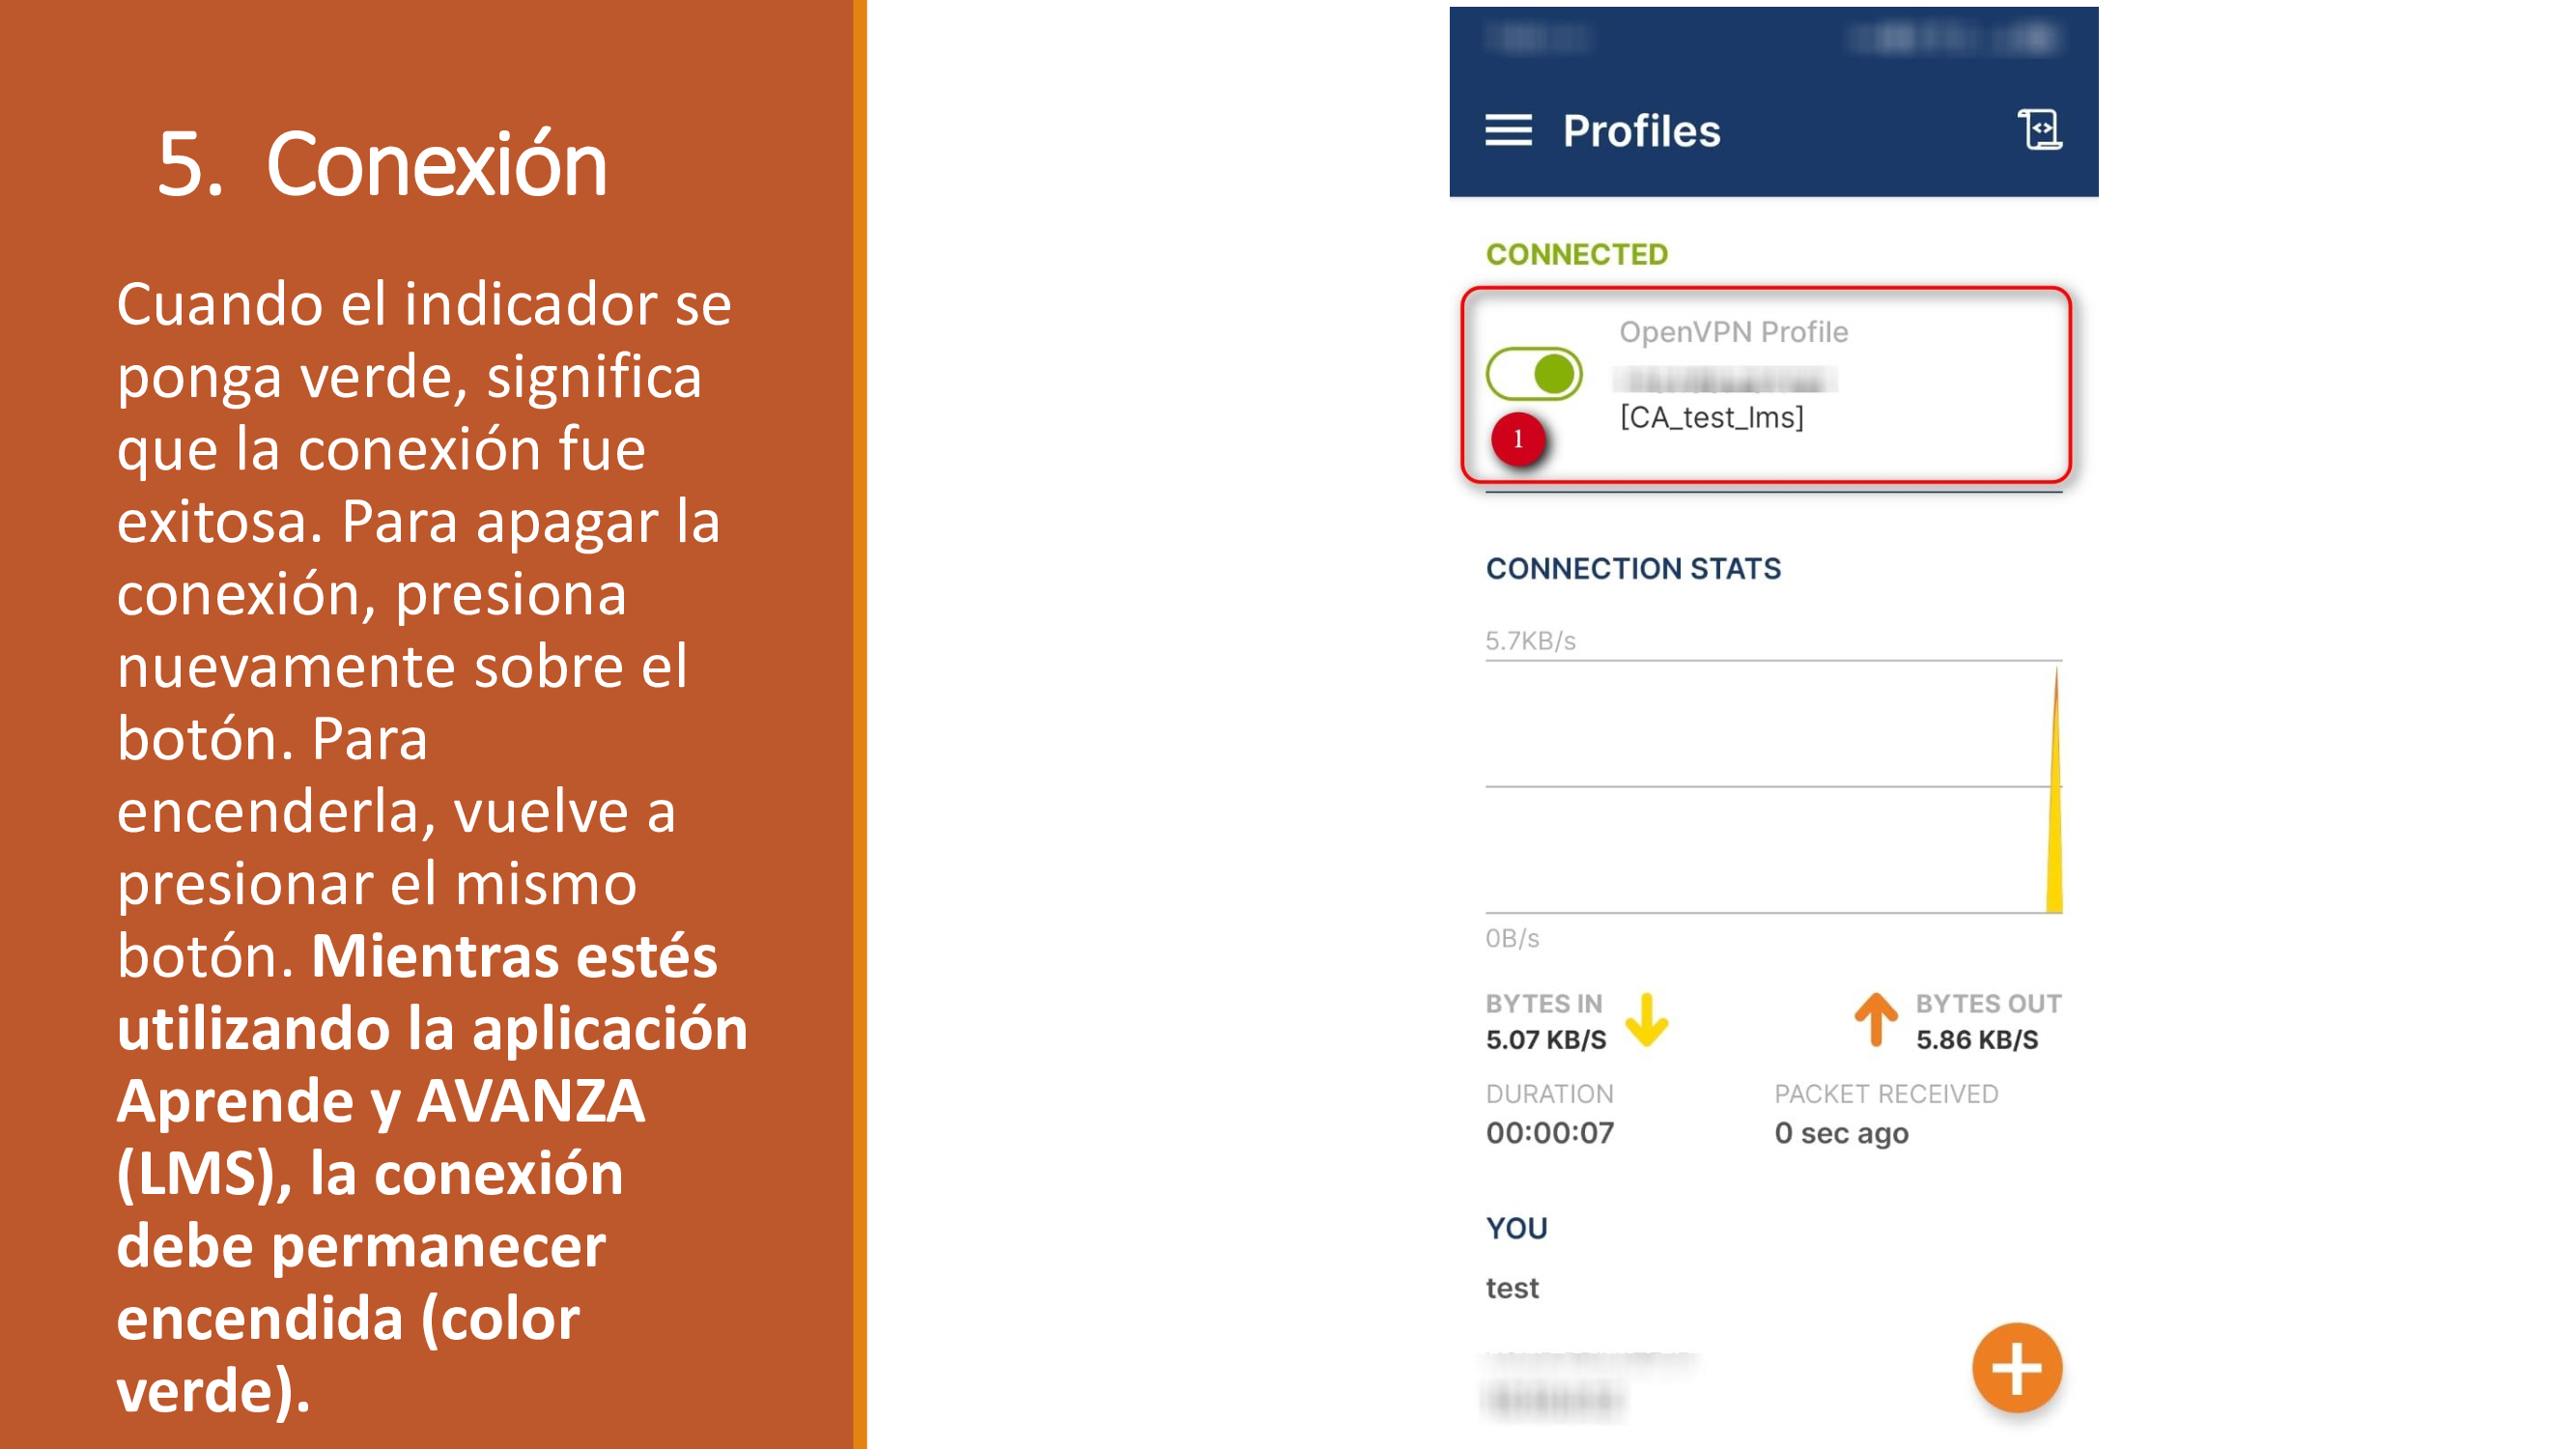 5. Conexión
Cuando el indicador se
ponga verde, significa
que la conexión fue
exitosa. Para apagar la
conexión, presiona
nuevamente sobre el
botón. Para
encenderla, vuelve a
presionar el mismo
botón. Mientras estés
utilizando la aplicación
Aprende y AVANZA
(LMS), la conexión
debe permanecer
encendida (color
verde).
Profiles
CONNECTED
OpenVPN Profile
[CA_test_lms]
1
CONNECTION STATS
5.7KB/s
0B/s
BYTES IN
5.07 KB/S
BYTES OUT
5.86 KB/S
DURATION
00:00:07
PACKET RECEIVED
0 sec ago
YOU
test